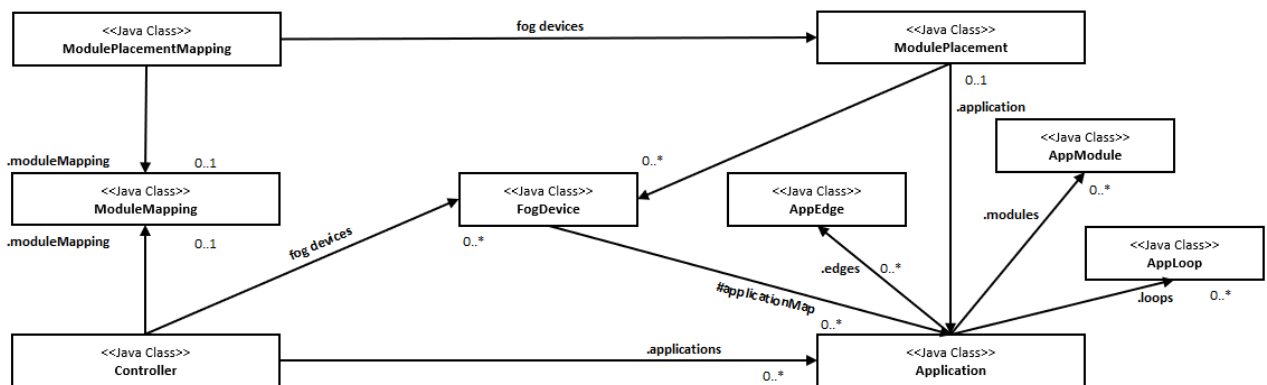 <<Java Class>>
ModulePlacementMapping
fog devices
<<Java Class>>
ModulePlacement
0..1
.application
<<Java Class>>
AppModule
0..*
.moduleMapping
0..1
<<Java Class>>
ModuleMapping
.moduleMapping
0..1
0..*
<<Java Class>>
FogDevice
0..*
<<Java Class>>
AppEdge
.modules
fog devices
.edges
0..*
<<Java Class>>
AppLoop
#applicationMap
0..*
.loops
0..*
<<Java Class>>
Controller
.applications
0..*
<<Java Class>>
Application